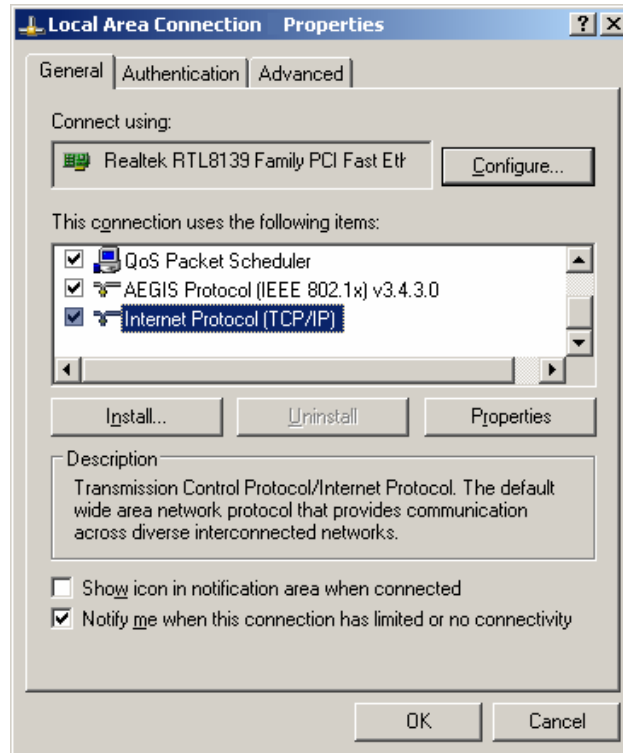 Local Area Connection Properties
General Authentication Advanced
Connect using:
Realtek RTL8139 Family PCI Fast Eth
Configure...
This connection uses the following items:
QoS Packet Scheduler
AEGIS Protocol (IEEE 802.1x) v3.4.3.0
Internet Protocol (TCP/IP)
Install... Uninstall Properties
Description
Transmission Control Protocol/Internet Protocol. The default
wide area network protocol that provides communication
across diverse interconnected networks.
Show icon in notification area when connected
Notify me when this connection has limited or no connectivity
OK Cancel